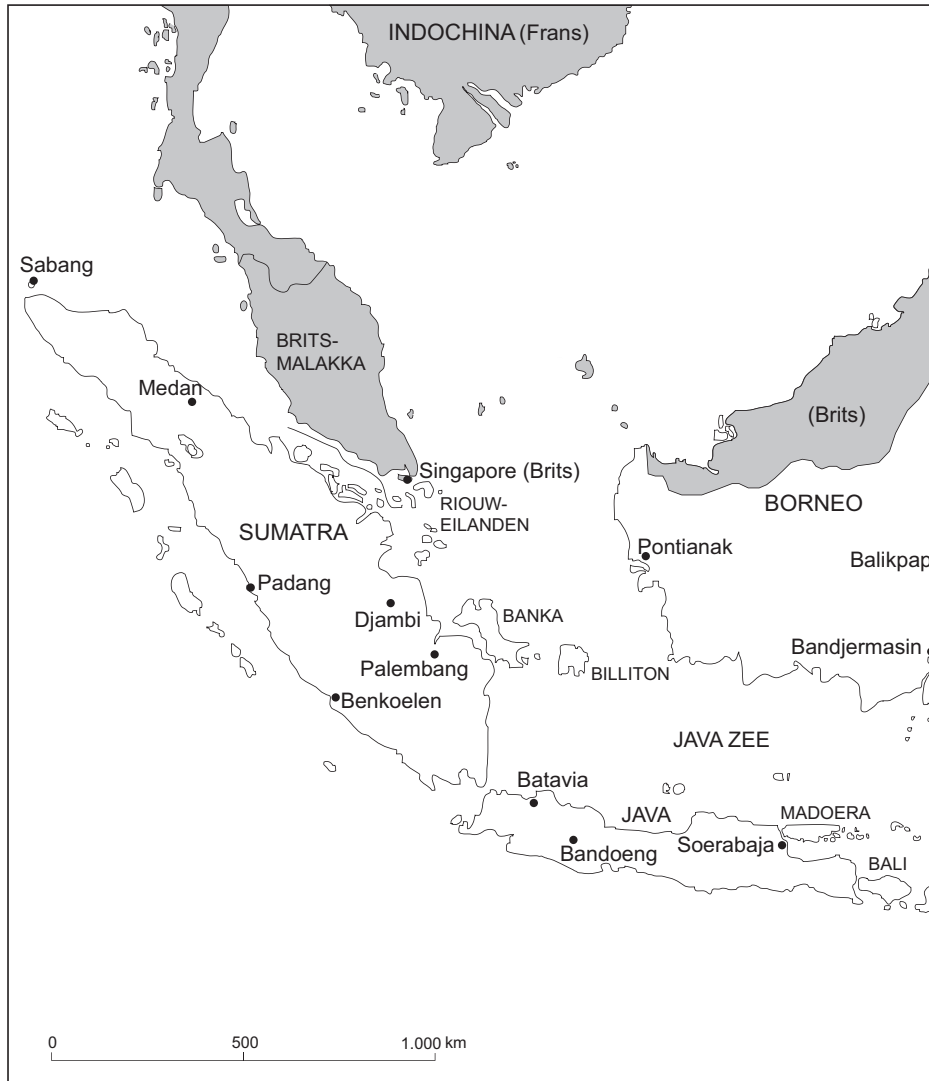 INDOCHINA (Frans)
Sabang
BRITS-
MALAKKA
Medan
(Brits)
Singapore (Brits)
RIOUW-
EILANDEN
BORNEO
SUMATRA
Pontianak
Balikpap
Padang
Djambi
BANKA
Bandjermasin
Palembang
BILLITON
Benkoelen
JAVA ZEE
Batavia
JAVA
MADOERA
Soerabaja
Bandoeng
BALI
0 500 1.000 km